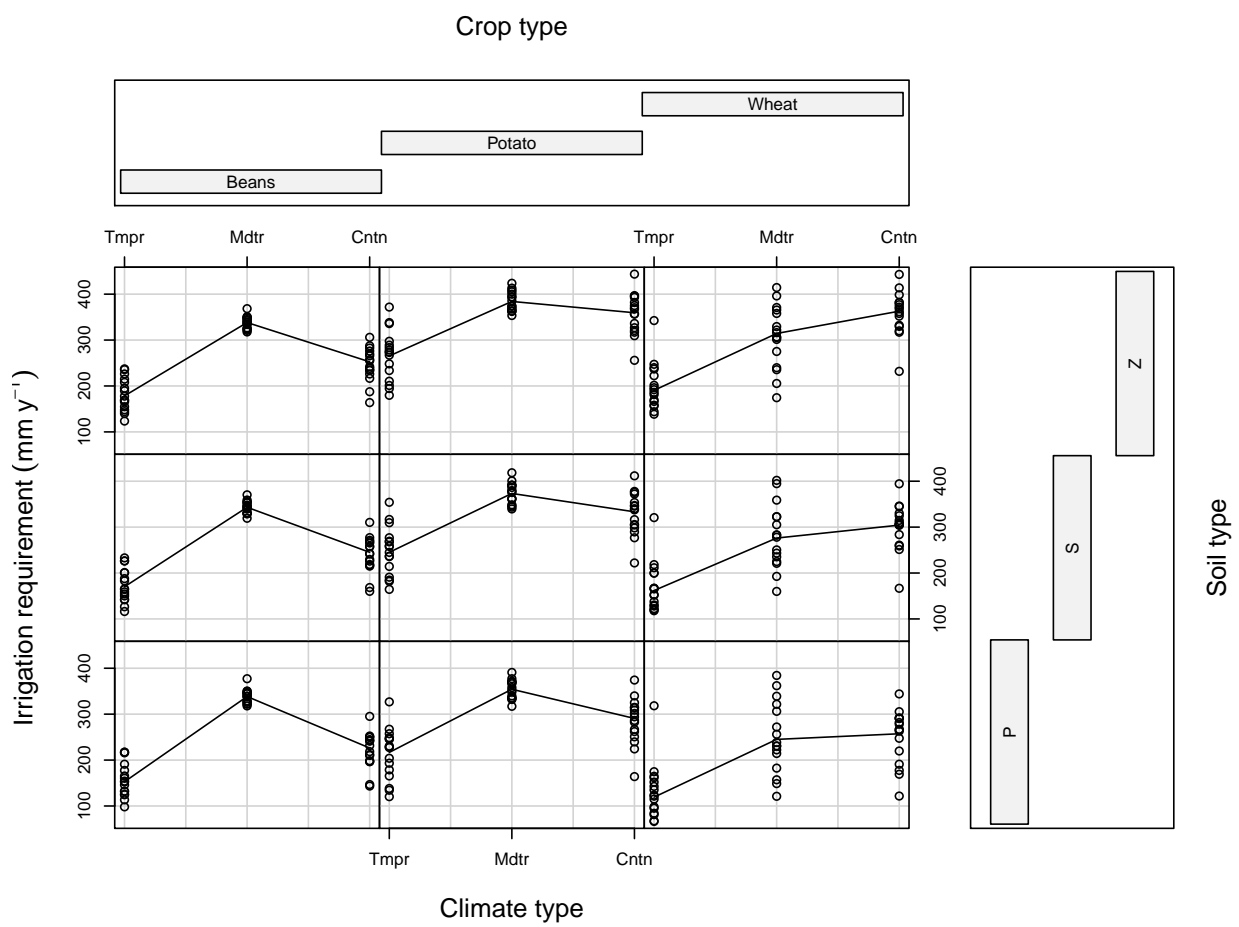 Crop type
Wheat
Potato
Beans
Tmpr Mdtr Cntn Tmpr Mdtr Cntn
400
300
200
100
400
300
200
100
400
300
200
100
Irrigation requirement (mm y⁻¹)
Z
S
P
Soil type
Tmpr Mdtr Cntn
Climate type